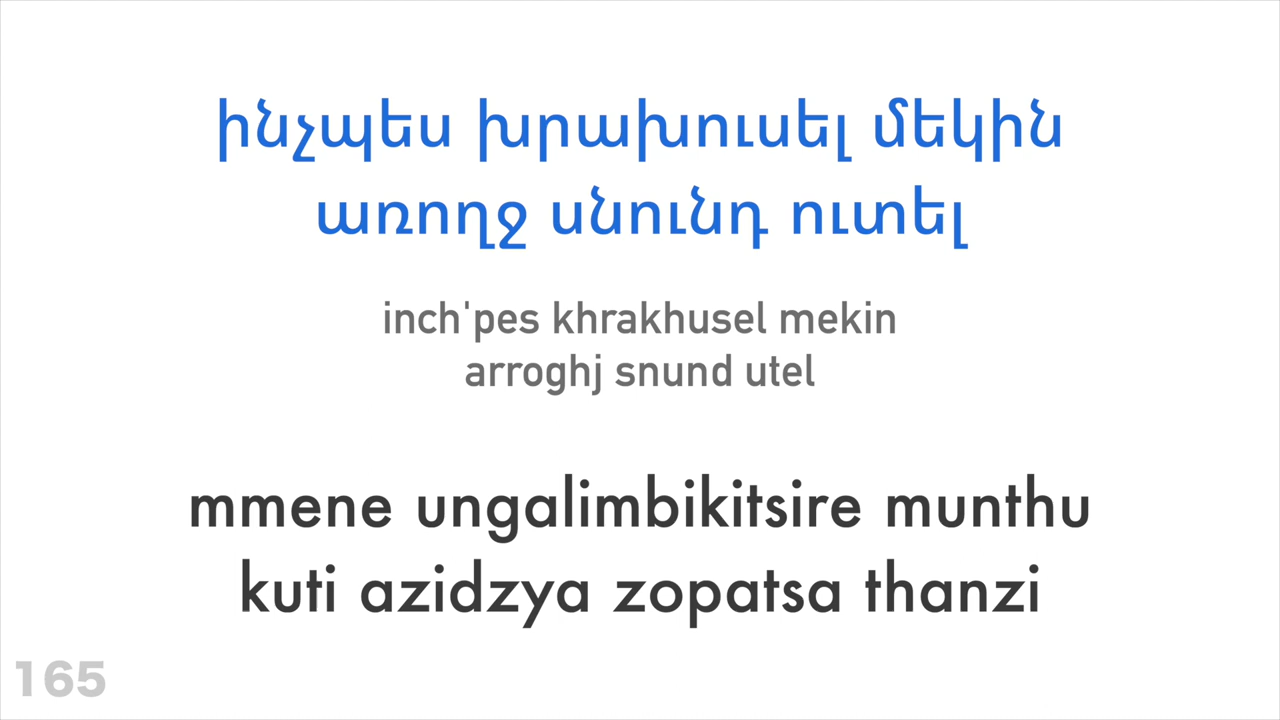 ինչպես խրախուսել մեկին
առողջ սնունդ ուտել
inch'pes khrakhusel mekin
arroghj snund utel
mmene ungalimbikitsire munthu
kuti azidzya zopatsa thanzi
165